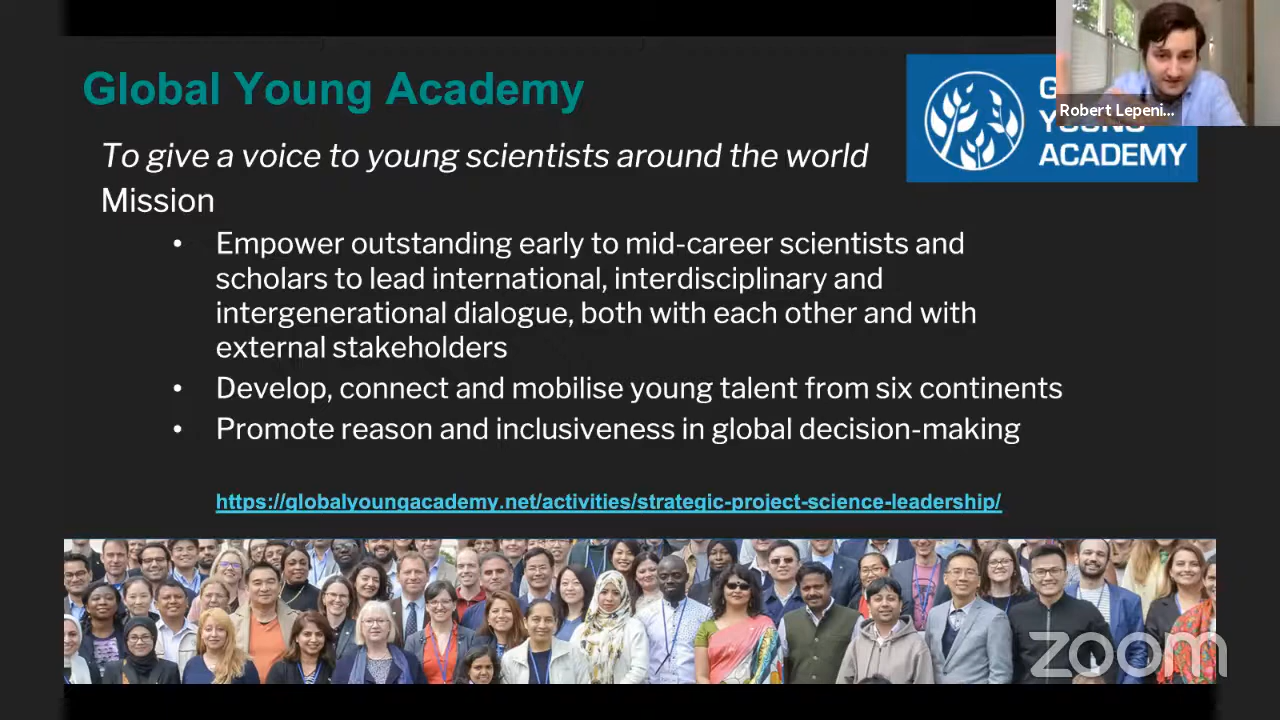 Global Young Academy
To give a voice to young scientists around the world
Mission
• Empower outstanding early to mid-career scientists and
scholars to lead international, interdisciplinary and
intergenerational dialogue, both with each other and with
external stakeholders
• Develop, connect and mobilise young talent from six continents
• Promote reason and inclusiveness in global decision-making
https://globalyoungacademy.net/activities/strategic-project-science-leadership/
G
YOUNG
ACADEMY
Robert Lepeni...
zoom